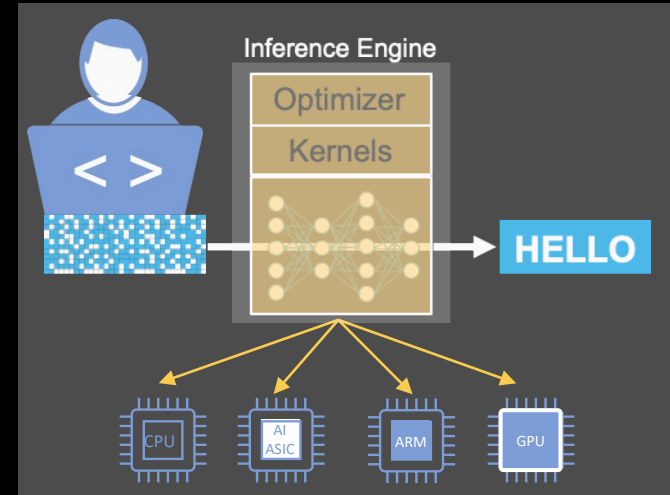 Inference Engine
Optimizer
Kernels
< >
HELLO
CPU
AI
ASIC
ARM
GPU